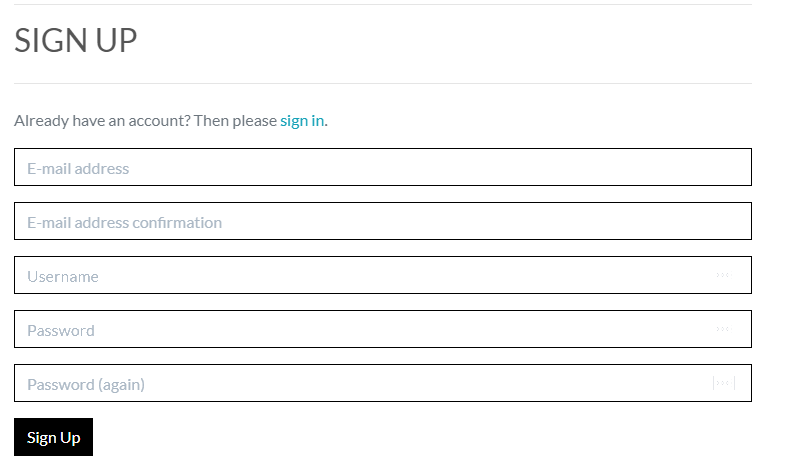 SIGN UP
Already have an account? Then please sign in.
E-mail address
E-mail address confirmation
Username
Password
Password (again)
Sign Up